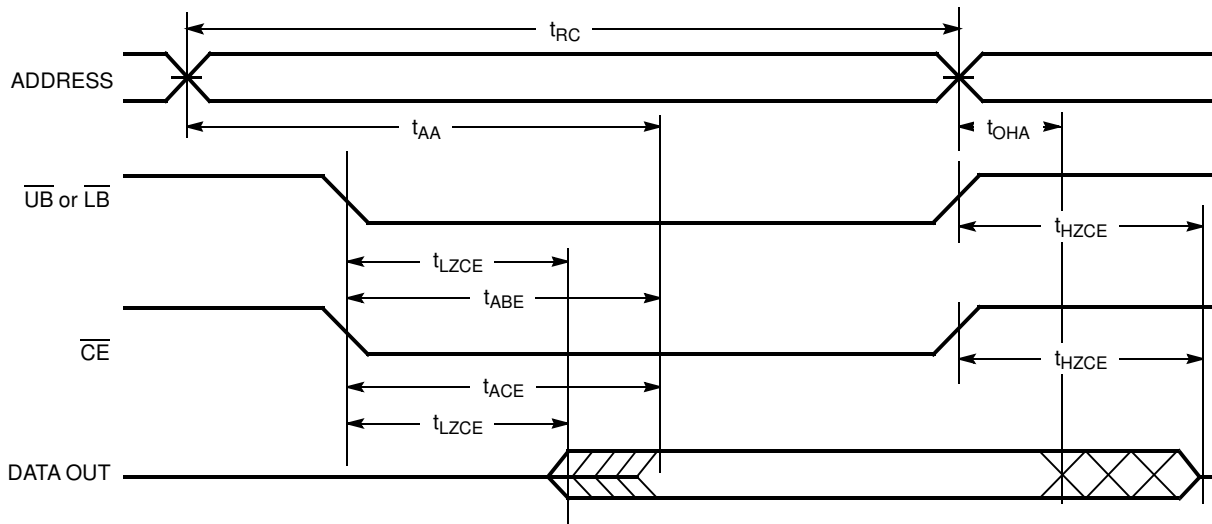 tRC
ADDRESS
tAA
tOHA
UB or LB
tHZCE
tLZCE
tABE
CE
tHZCE
tACE
tLZCE
DATA OUT